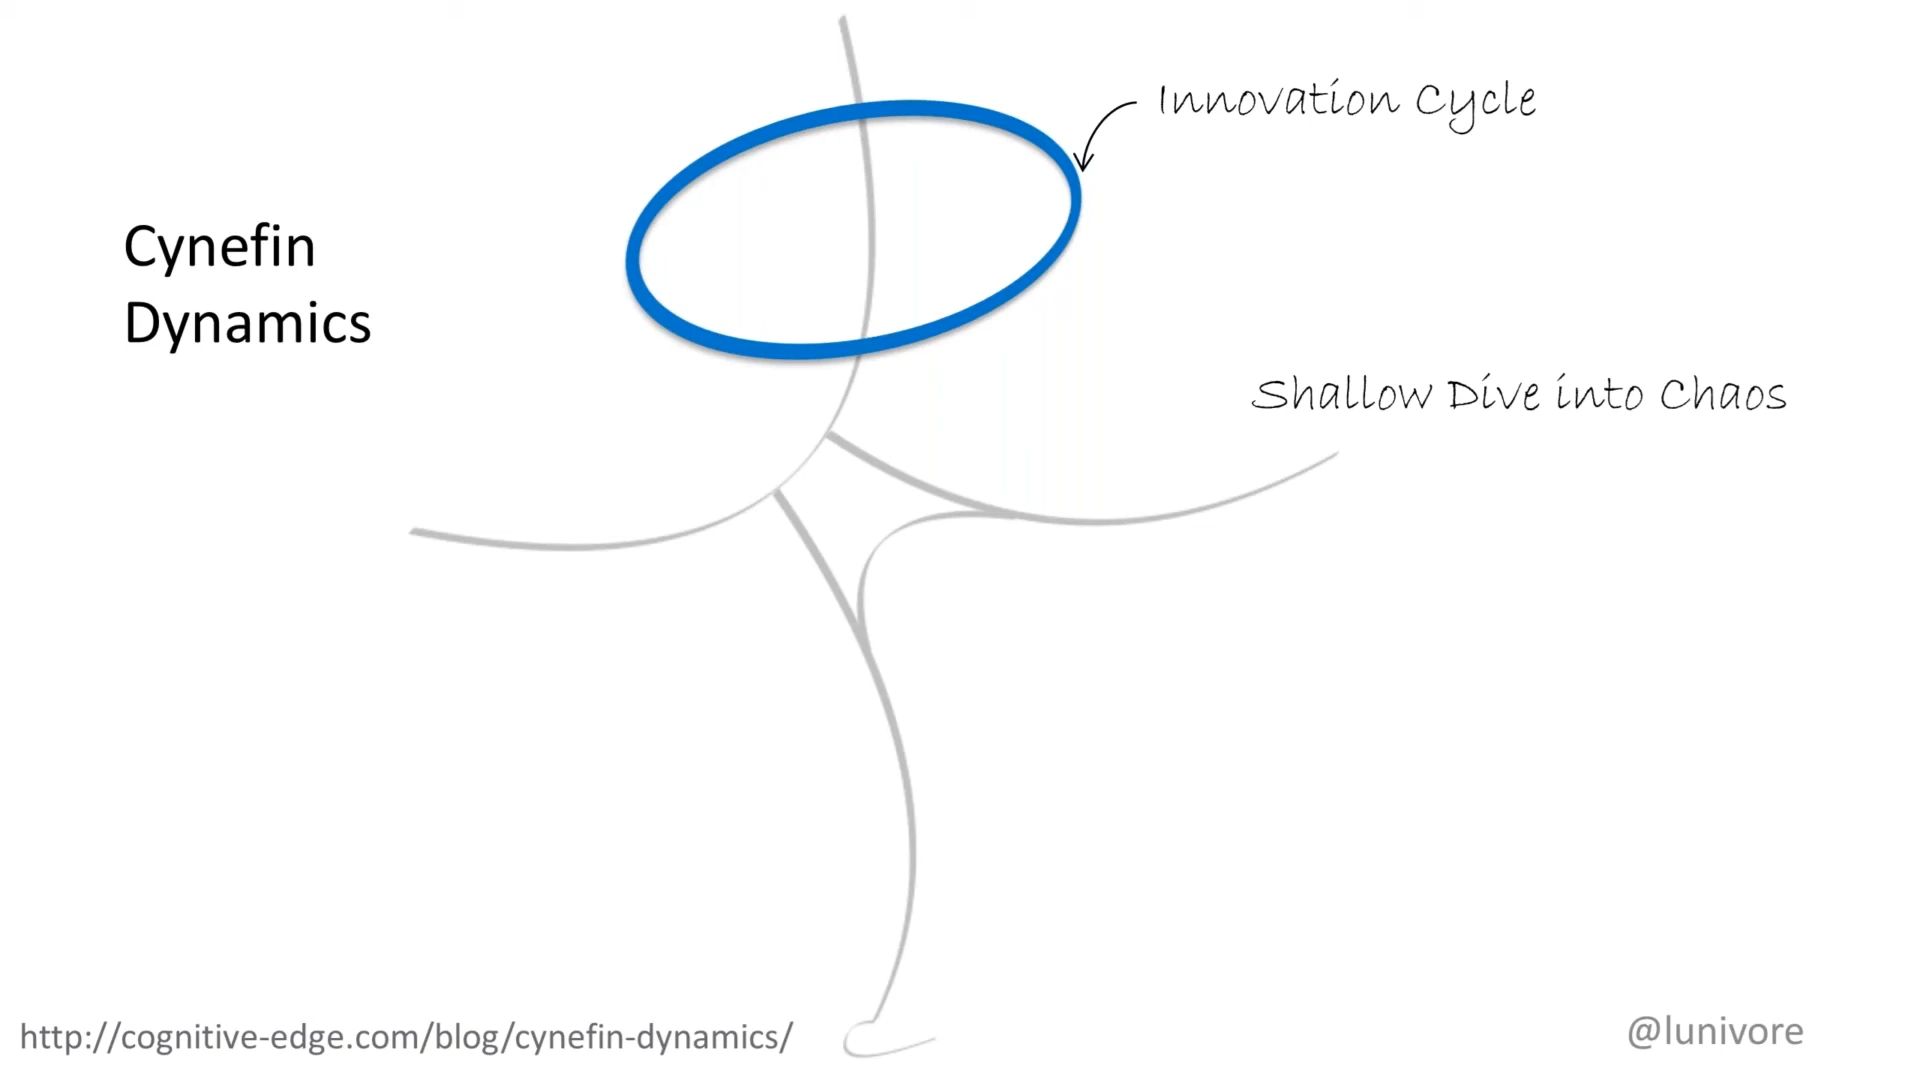 Innovation Cycle
Cynefin
Dynamics
Shallow Dive into Chaos
http://cognitive-edge.com/blog/cynefin-dynamics/
@lunivore